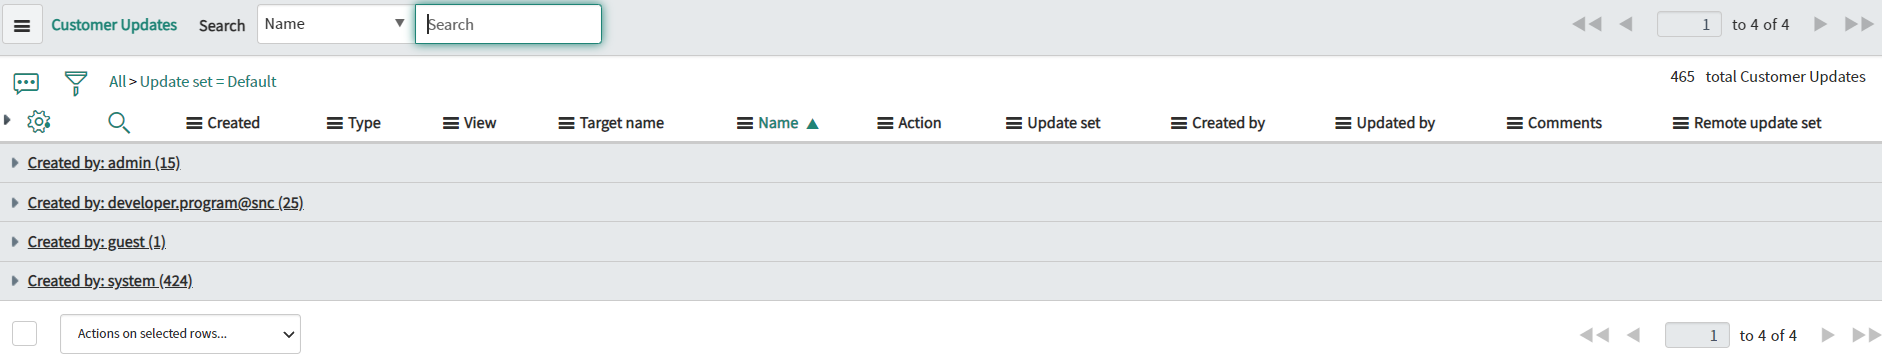 Customer Updates Search Name Search 1 to 4 of 4
All > Update set = Default 465 total Customer Updates
Created Type View Target name Name Action Update set Created by Updated by Comments Remote update set
Created by: admin (15)
Created by: developer.program@snc (25)
Created by: guest (1)
Created by: system (424)
Actions on selected rows... 1 to 4 of 4